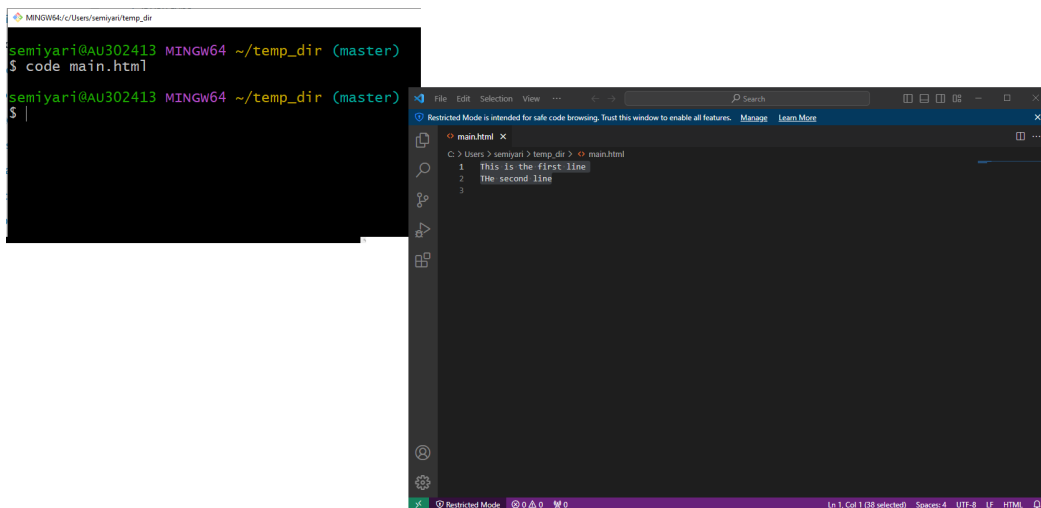 MINGW64:/c/Users/semiyari/temp_dir
semiyari@AU302413 MINGW64 ~/temp_dir (master)
$ code main.html
semiyari@AU302413 MINGW64 ~/temp_dir (master)
$
File Edit Selection View ··· Search
Restricted Mode is intended for safe code browsing. Trust this window to enable all features. Manage Learn More
main.html
C: > Users > semiyari > temp_dir > main.html
1 This is the first line
2 THe second line
3
Restricted Mode 0 0 0 Ln 1, Col 1 (38 selected) Spaces: 4 UTF-8 LF HTML